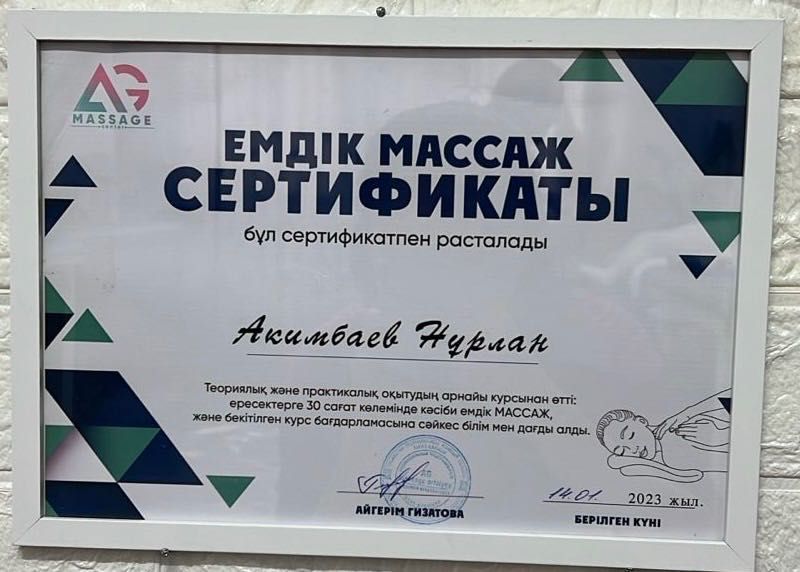 AG
MASSAGE
ЕМДІК МАССАЖ
СЕРТИФИКАТЫ
бұл сертификатпен расталады
Акимбаев Нұрлан
Теориялық және практикалық оқытудың арнайы курсынан өтті:
ересектерге 30 сағат көлемінде кәсіби емдік МАССАЖ,
және бекітілген курс бағдарламасына сәйкес білім мен дағды алды.
14.01. 2023 жыл.
АЙГЕРІМ ГИЗАТОВА
БЕРІЛГЕН КҮНІ